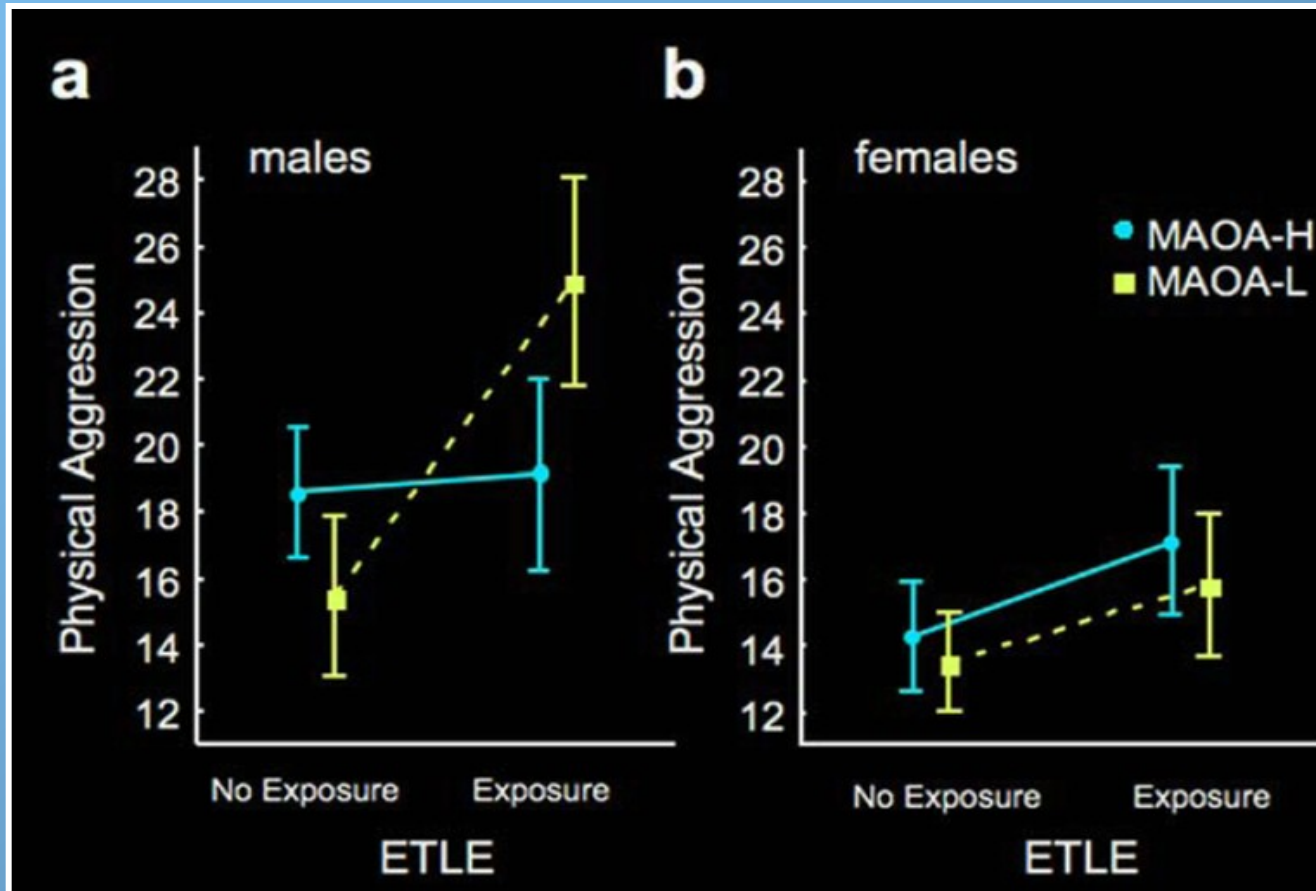 a
males
28
26
24
22
20
18
16
14
12
Physical Aggression
No Exposure Exposure
ETLE
b
females
MAOA-H
MAOA-L
28
26
24
22
20
18
16
14
12
Physical Aggression
No Exposure Exposure
ETLE